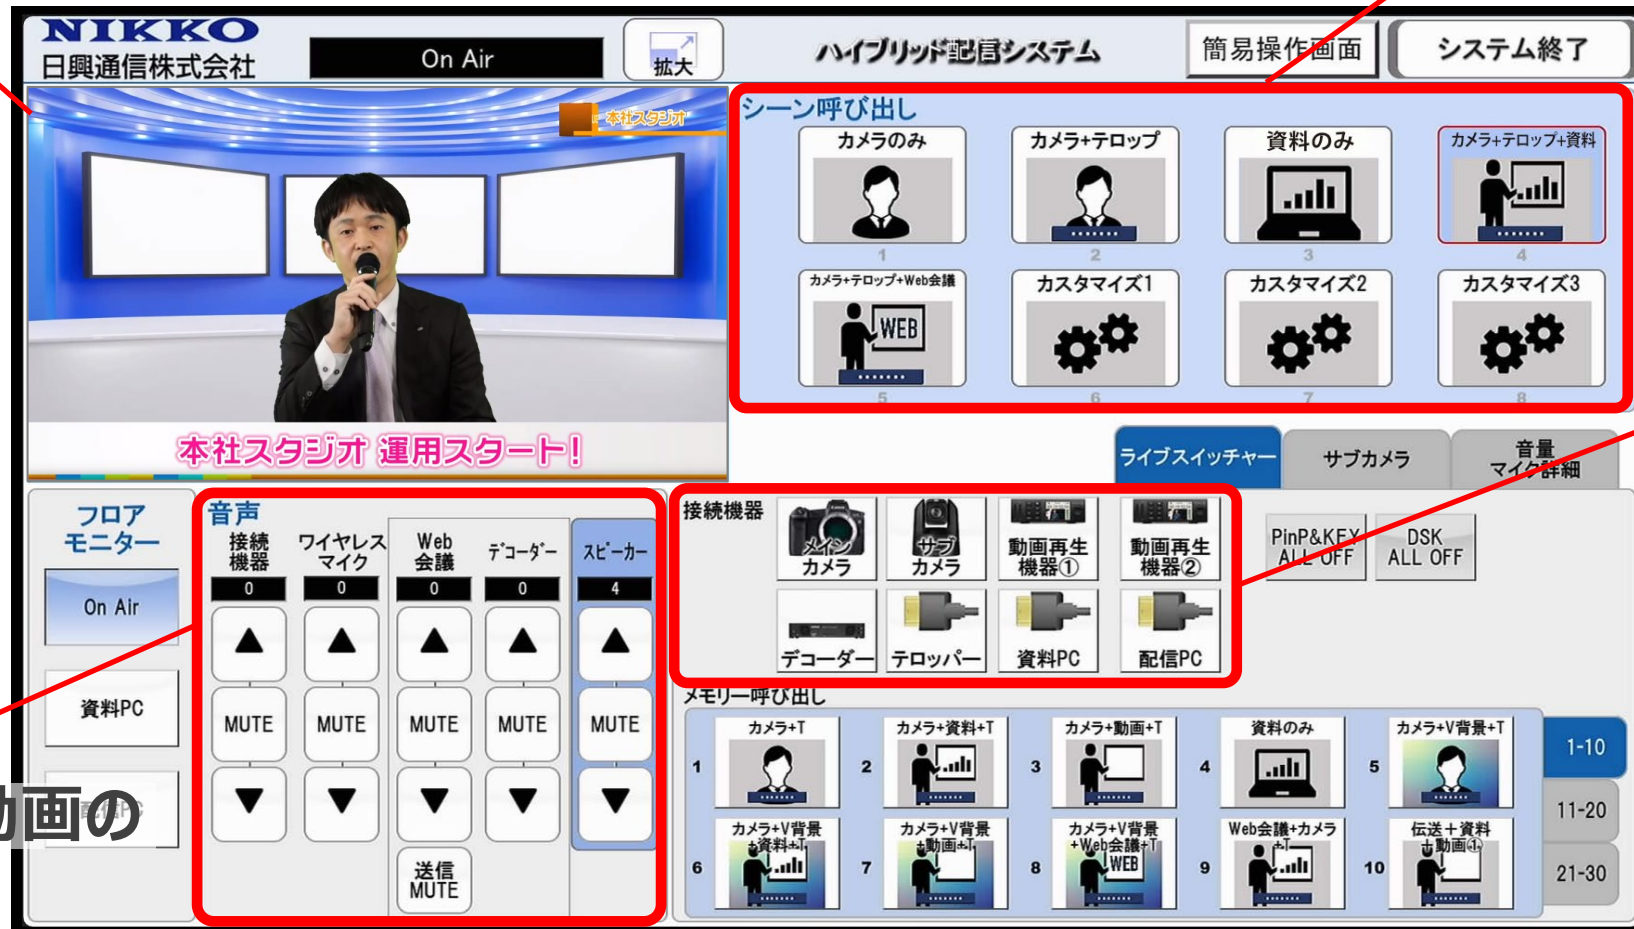 NIKKO
日興通信株式会社
On Air
拡大
ハイブリッド配信システム
簡易操作画面
システム終了
本社スタジオ
本社スタジオ 運用スタート!
シーン呼び出し
カメラのみ
1
カメラ+テロップ
2
資料のみ
3
カメラ+テロップ+資料
4
カメラ+テロップ+Web会議
WEB
5
カスタマイズ1
6
カスタマイズ2
7
カスタマイズ3
8
ライブスイッチャー
サブカメラ
音量
マイク詳細
フロア
モニター
On Air
資料PC
配信PC
動画の
音声
接続
機器
0
MUTE
ワイヤレス
マイク
0
MUTE
Web
会議
0
MUTE
送信
MUTE
デコーダー
0
MUTE
スピーカー
4
MUTE
接続機器
メイン
カメラ
サブ
カメラ
動画再生
機器①
動画再生
機器②
デコーダー
テロッパー
資料PC
配信PC
PinP&KEY
ALL OFF
DSK
ALL OFF
メモリー呼び出し
1
カメラ+T
2
カメラ+資料+T
3
カメラ+動画+T
4
資料のみ
5
カメラ+V背景+T
6
カメラ+V背景
+資料+T
7
カメラ+V背景
+動画+T
8
カメラ+V背景
+Web会議+T
WEB
9
Web会議+カメラ
+T
10
伝送+資料
+動画①
1-10
11-20
21-30